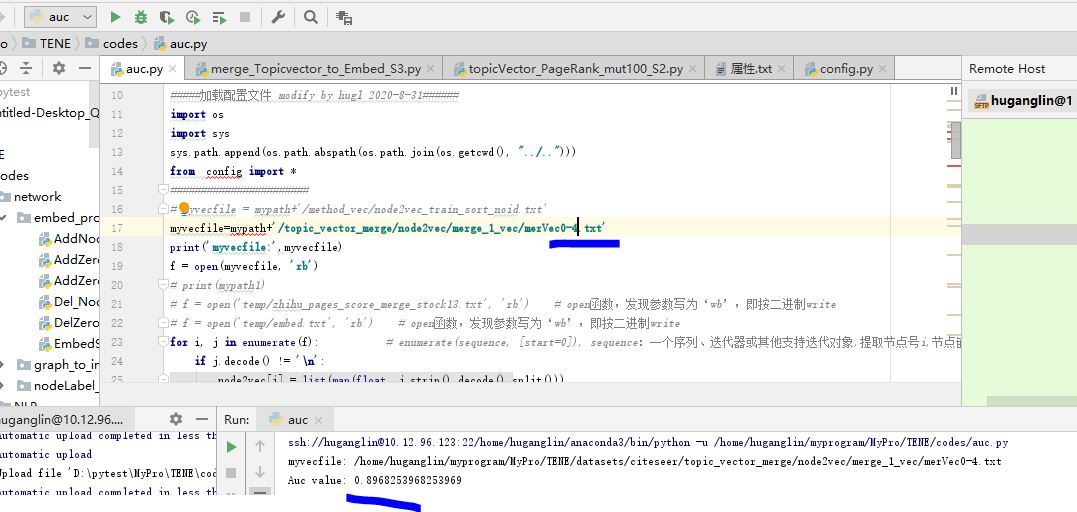 auc
TENE codes auc.py
auc.py merge_Topicvector_to_Embed_S3.py topicVector_PageRank_mut100_S2.py 属性.txt config.py Remote Host
pytest
ntitled-Desktop_Q
odes
network
embed_pro
AddNod
AddZero
AddZero
Del_Nod
DelZero
EmbedS
graph_to_in
nodeLabel_
huganglin@1
10 #####加载配置文件 modify by hugl 2020-8-31######
11 import os
12 import sys
13 sys.path.append(os.path.abspath(os.path.join(os.getcwd(), "../..")))
14 from config import *
15 ########################
16 # myvecfile = mypath+'/method_vec/node2vec_train_sort_noid.txt'
17 myvecfile=mypath+'/topic_vector_merge/node2vec/merge_1_vec/merVec0-4.txt'
18 print('myvecfile:',myvecfile)
19 f = open(myvecfile, 'rb')
20 # print(mypath1)
21 # f = open('temp/zhihu_pages_score_merge_stock13.txt', 'rb') # open函数，发现参数写为‘wb’，即按二进制write
22 # f = open('temp/embed.txt', 'rb') # open函数，发现参数写为‘wb’，即按二进制write
23 for i, j in enumerate(f): # enumerate(sequence, [start=0]), sequence：一个序列、迭代器或其他支持迭代对象,提取节点号i,节点
24 if j.decode() != '\n':
25 node2vec[i] = list(map(float, j.strip().decode().split()))
huganglin@10.12.96....
Automatic upload completed in less th
Automatic upload
Upload file 'D:\pytest\MyPro\TENE\cod
Automatic upload completed in less th
Run: auc
ssh://huganglin@10.12.96.123:22/home/huganglin/anaconda3/bin/python -u /home/huganglin/myprogram/MyPro/TENE/codes/auc.py
myvecfile: /home/huganglin/myprogram/MyPro/TENE/datasets/citeseer/topic_vector_merge/node2vec/merge_1_vec/merVec0-4.txt
Auc value: 0.8968253968253969